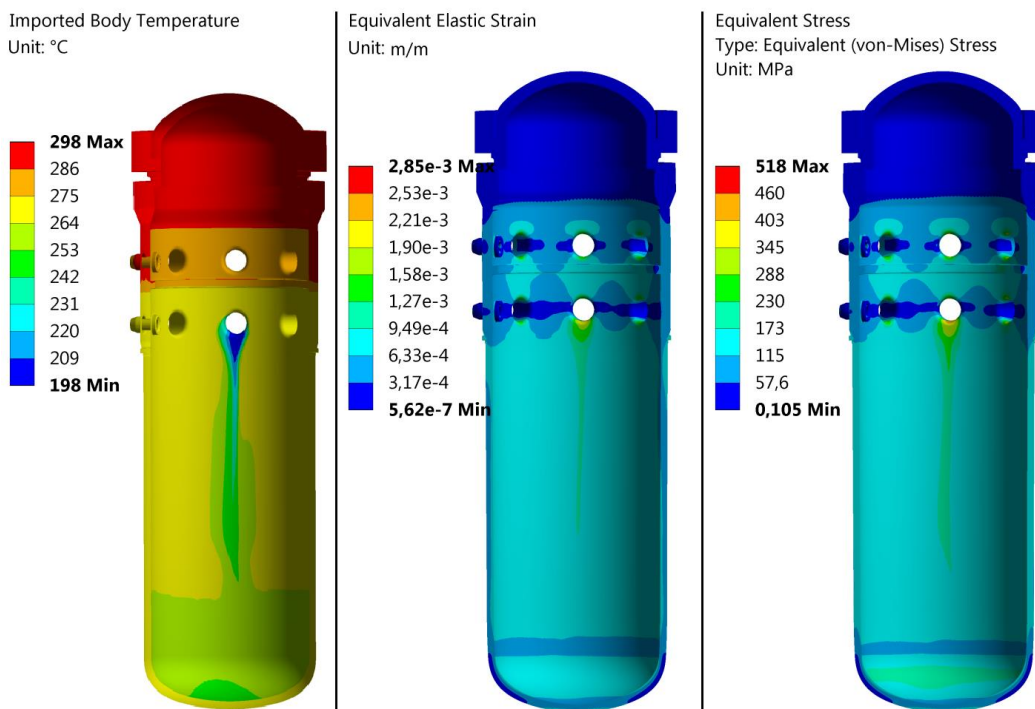 Imported Body Temperature
Unit: °C
298 Max
286
275
264
253
242
231
220
209
198 Min
Equivalent Elastic Strain
Unit: m/m
2,85e-3 Max
2,53e-3
2,21e-3
1,90e-3
1,58e-3
1,27e-3
9,49e-4
6,33e-4
3,17e-4
5,62e-7 Min
Equivalent Stress
Type: Equivalent (von-Mises) Stress
Unit: MPa
518 Max
460
403
345
288
230
173
115
57,6
0,105 Min